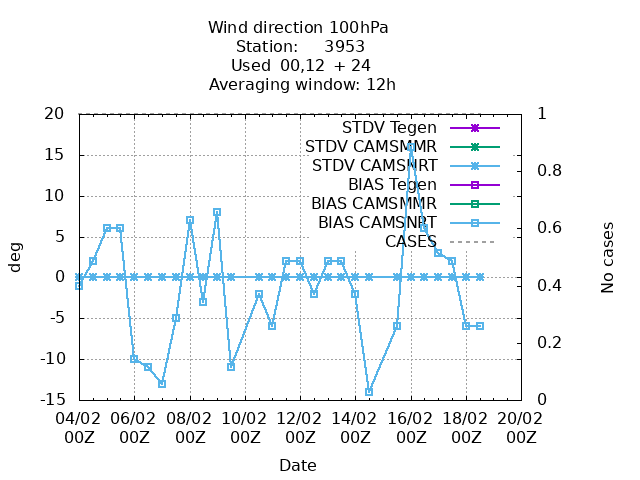 Wind direction 100hPa
Station: 3953
Used 00,12 + 24
Averaging window: 12h
20
15
10
5
0
-5
-10
-15
deg
1
0.8
0.6
0.4
0.2
0
No cases
STDV Tegen
STDV CAMSMMR
STDV CAMSNRT
BIAS Tegen
BIAS CAMSMMR
BIAS CAMSNRT
CASES
04/02 06/02 08/02 10/02 12/02 14/02 16/02 18/02 20/02
00Z 00Z 00Z 00Z 00Z 00Z 00Z 00Z 00Z
Date